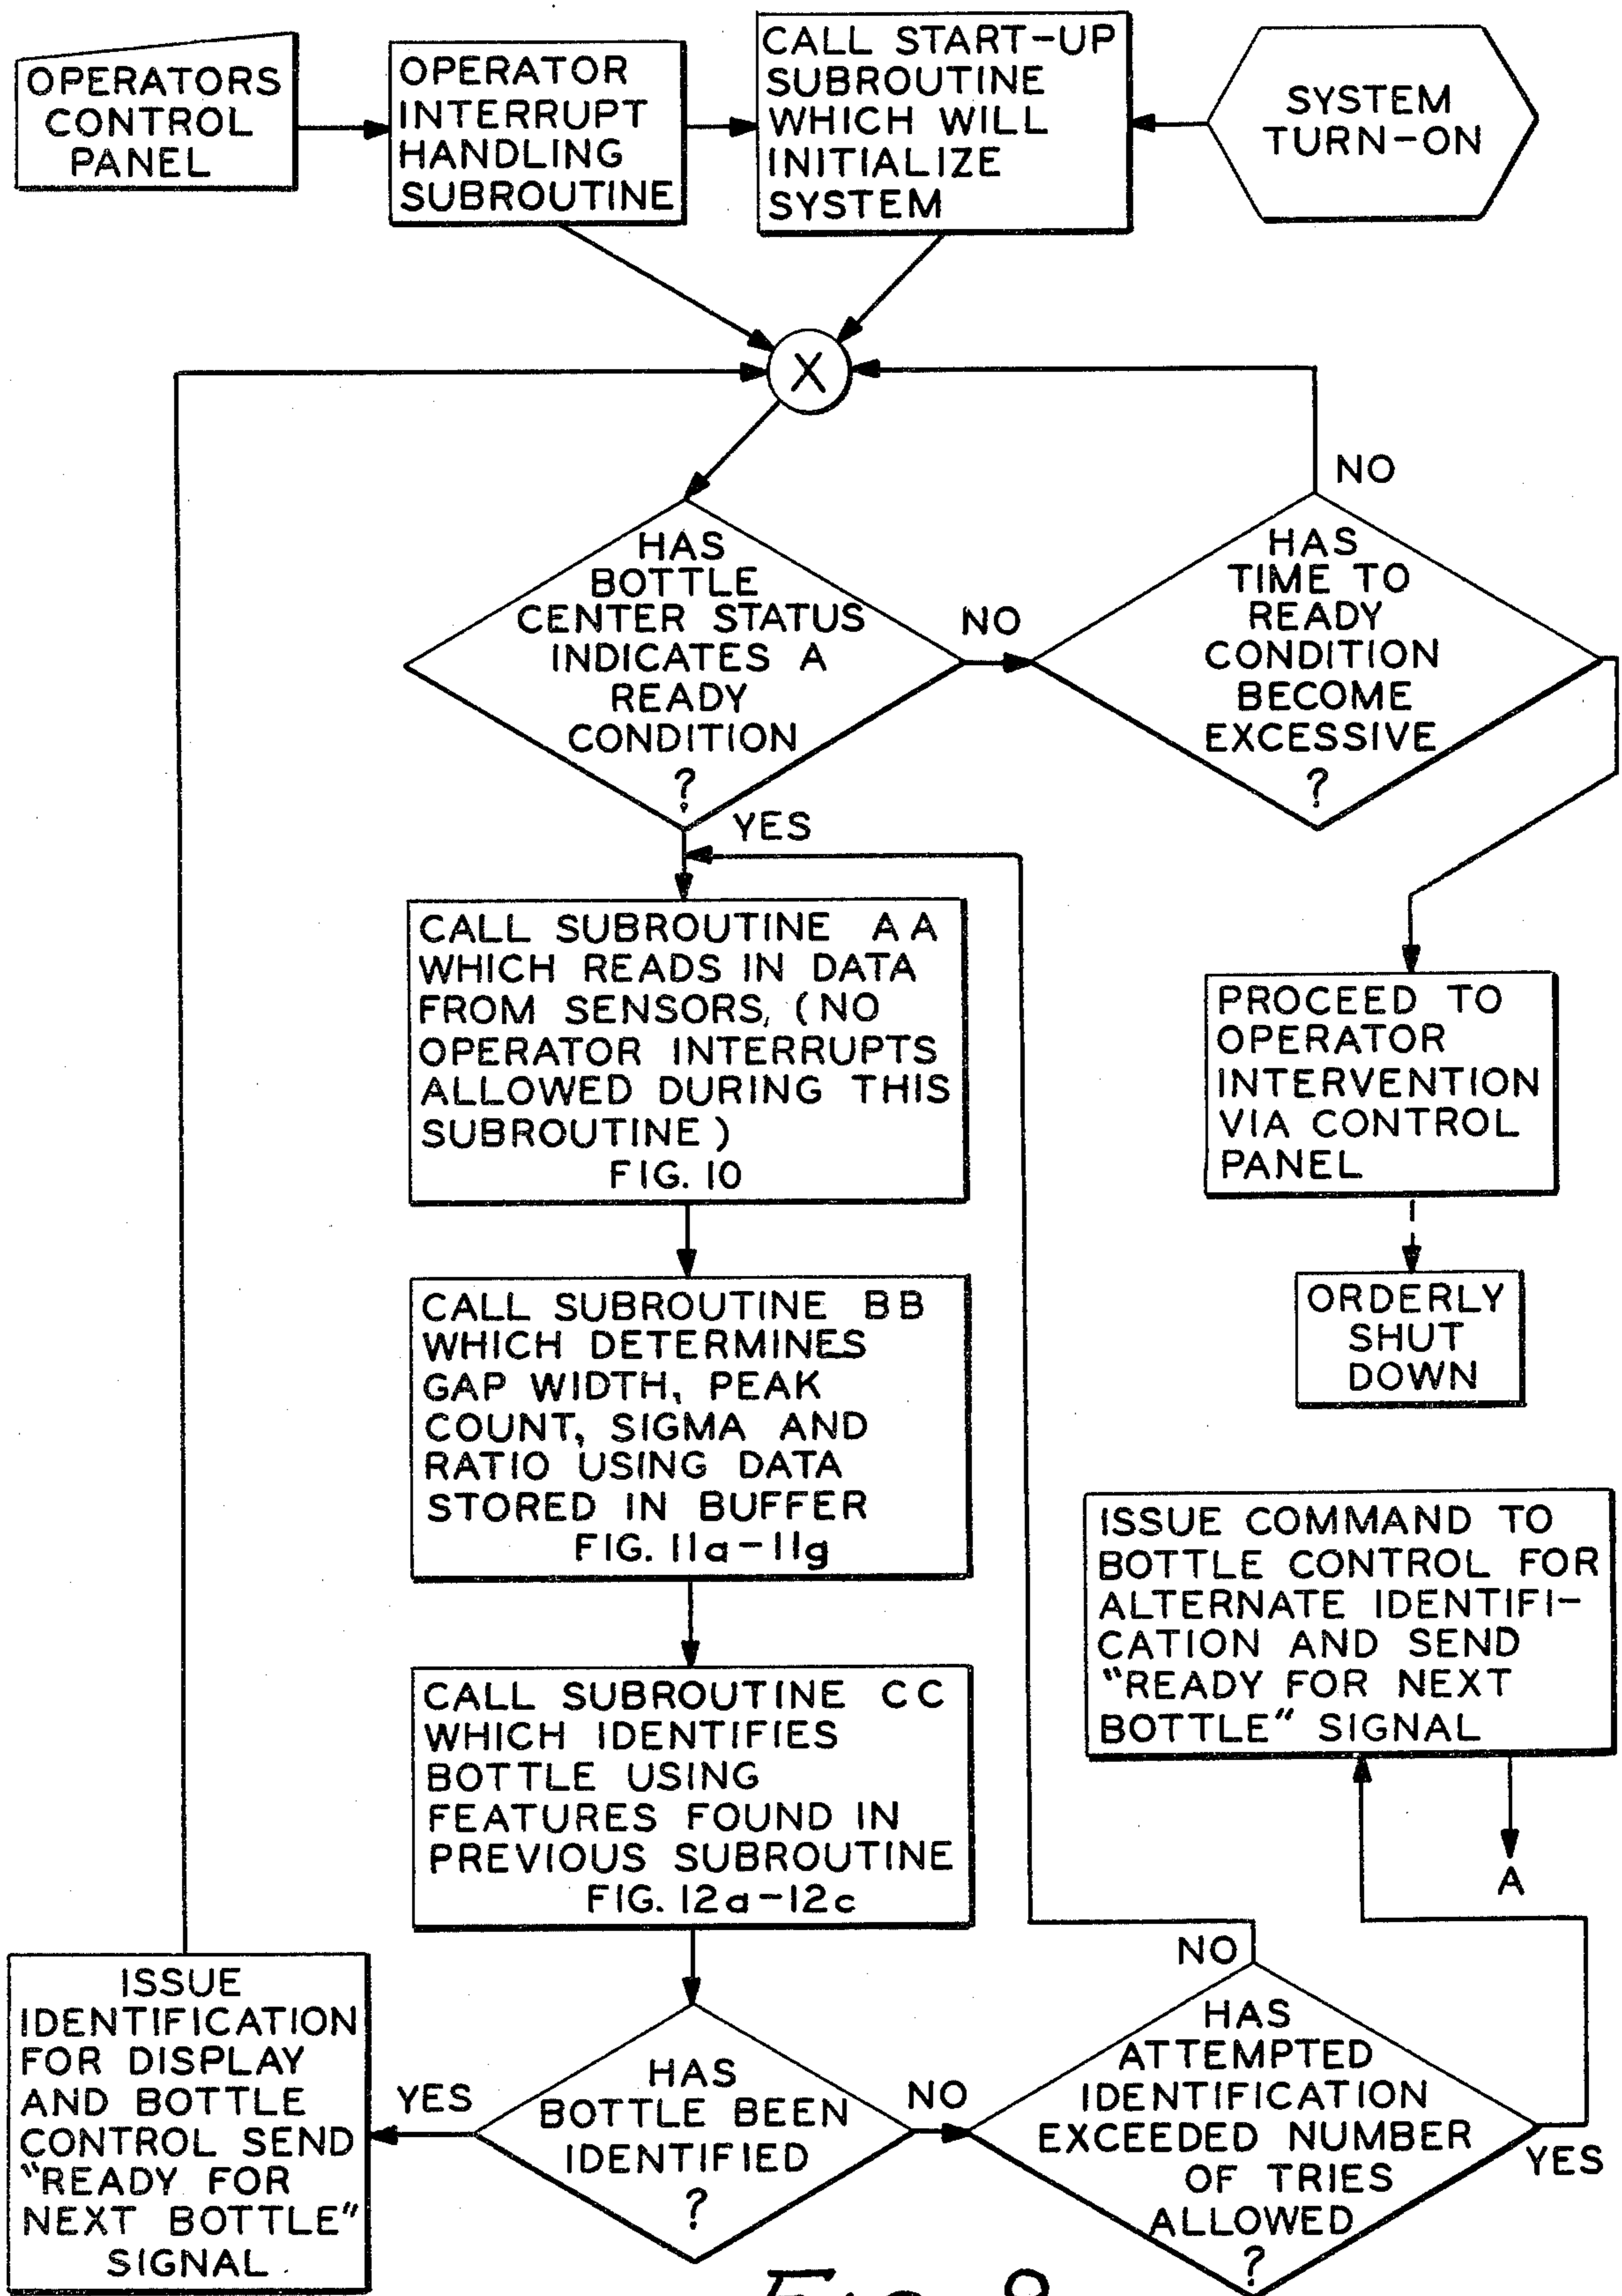 OPERATORS
CONTROL
PANEL
OPERATOR
INTERRUPT
HANDLING
SUBROUTINE
CALL START-UP
SUBROUTINE
WHICH WILL
INITIALIZE
SYSTEM
SYSTEM
TURN-ON
X
HAS
BOTTLE
CENTER STATUS
INDICATES A
READY
CONDITION
?
NO
HAS
TIME TO
READY
CONDITION
BECOME
EXCESSIVE
?
NO
YES
CALL SUBROUTINE AA
WHICH READS IN DATA
FROM SENSORS, (NO
OPERATOR INTERRUPTS
ALLOWED DURING THIS
SUBROUTINE)
FIG. 10
PROCEED TO
OPERATOR
INTERVENTION
VIA CONTROL
PANEL
ORDERLY
SHUT
DOWN
CALL SUBROUTINE BB
WHICH DETERMINES
GAP WIDTH, PEAK
COUNT, SIGMA AND
RATIO USING DATA
STORED IN BUFFER
FIG. 11a-11g
ISSUE COMMAND TO
BOTTLE CONTROL FOR
ALTERNATE IDENTIFI-
CATION AND SEND
"READY FOR NEXT
BOTTLE" SIGNAL
A
CALL SUBROUTINE CC
WHICH IDENTIFIES
BOTTLE USING
FEATURES FOUND IN
PREVIOUS SUBROUTINE
FIG. 12a-12c
ISSUE
IDENTIFICATION
FOR DISPLAY
AND BOTTLE
CONTROL SEND
"READY FOR
NEXT BOTTLE"
SIGNAL
YES
HAS
BOTTLE BEEN
IDENTIFIED
?
NO
NO
HAS
ATTEMPTED
IDENTIFICATION
EXCEEDED NUMBER
OF TRIES
ALLOWED
?
YES